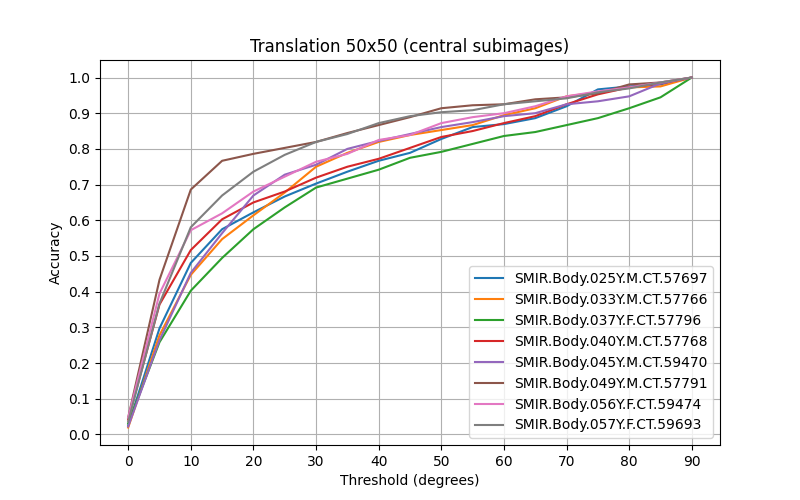 Translation 50x50 (central subimages)
1.0
0.9
0.8
0.7
0.6
0.5
0.4
0.3
0.2
0.1
0.0
Accuracy
SMIR.Body.025Y.M.CT.57697
SMIR.Body.033Y.M.CT.57766
SMIR.Body.037Y.F.CT.57796
SMIR.Body.040Y.M.CT.57768
SMIR.Body.045Y.M.CT.59470
SMIR.Body.049Y.M.CT.57791
SMIR.Body.056Y.F.CT.59474
SMIR.Body.057Y.F.CT.59693
0 10 20 30 40 50 60 70 80 90
Threshold (degrees)